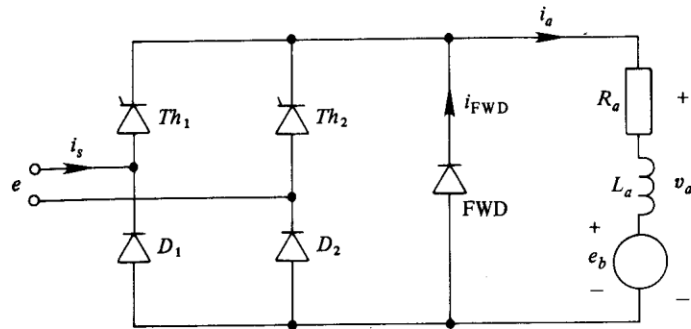 i_a
Th_1
Th_2
i_FWD
R_a
+
i_s
e
L_a
v_a
FWD
D_1
D_2
+
e_b
−
−